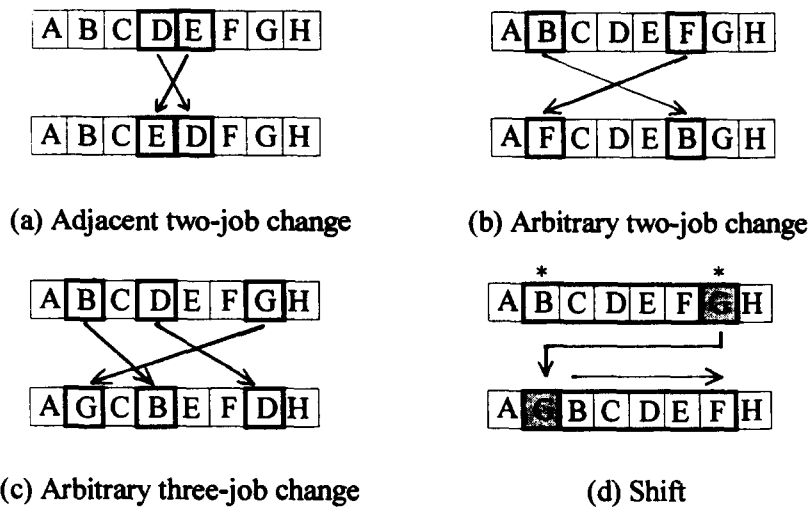 A B C D E F G H
A B C E D F G H
(a) Adjacent two-job change
A B C D E F G H
A F C D E B G H
(b) Arbitrary two-job change
A B C D E F G H
A G C B E F D H
(c) Arbitrary three-job change
* *
A B C D E F G H
A G B C D E F H
(d) Shift